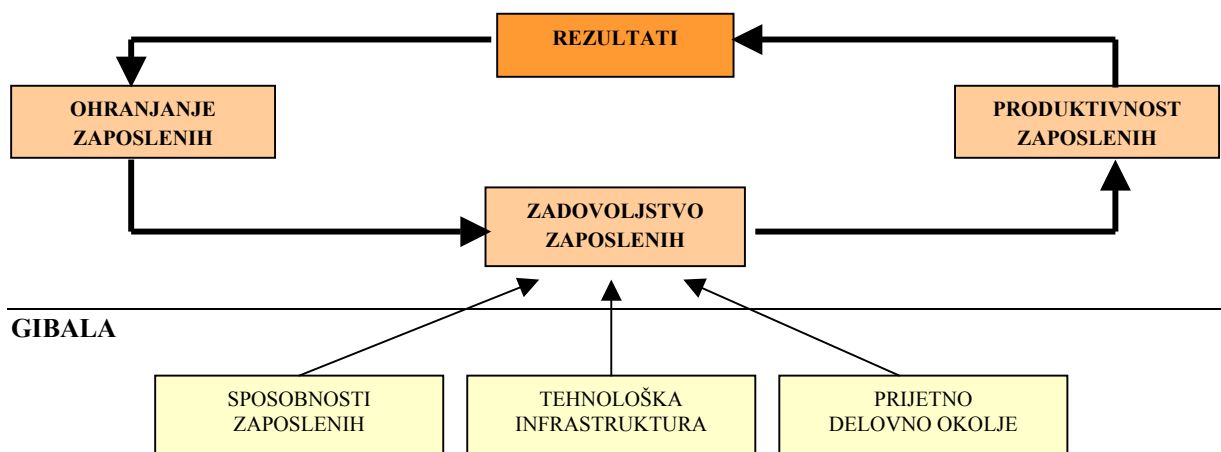 REZULTATI
OHRANJANJE
ZAPOSLENIH
PRODUKTIVNOST
ZAPOSLENIH
ZADOVOLJSTVO
ZAPOSLENIH
GIBALA
SPOSOBNOSTI
ZAPOSLENIH
TEHNOLOŠKA
INFRASTRUKTURA
PRIJETNO
DELOVNO OKOLJE